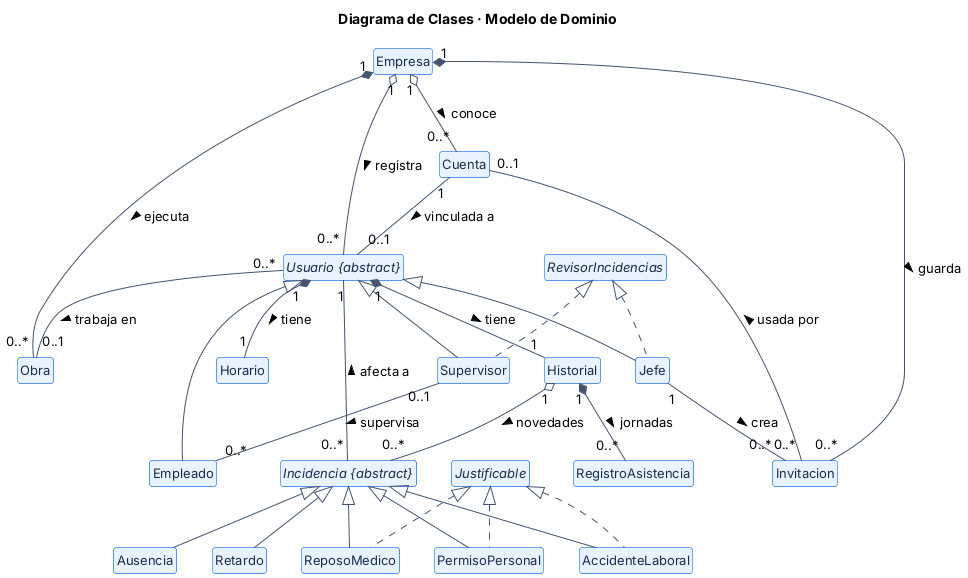 Diagrama de Clases · Modelo de Dominio
1
Empresa
1
1
1
conoce
0..*
registra
Cuenta
0..1
1
ejecuta
vinculada a
0..*
0..1
0..*
Usuario {abstract}
RevisorIncidencias
guarda
1
1
1
trabaja en
tiene
tiene
usada por
0..*
0..1
1
1
Obra
Horario
afecta a
Supervisor
Historial
Jefe
0..1
1
1
1
supervisa
novedades
jornadas
crea
0..*
0..*
0..*
0..*
0..*
0..*
0..*
Empleado
Incidencia {abstract}
Justificable
RegistroAsistencia
Invitacion
Ausencia
Retardo
ReposoMedico
PermisoPersonal
AccidenteLaboral